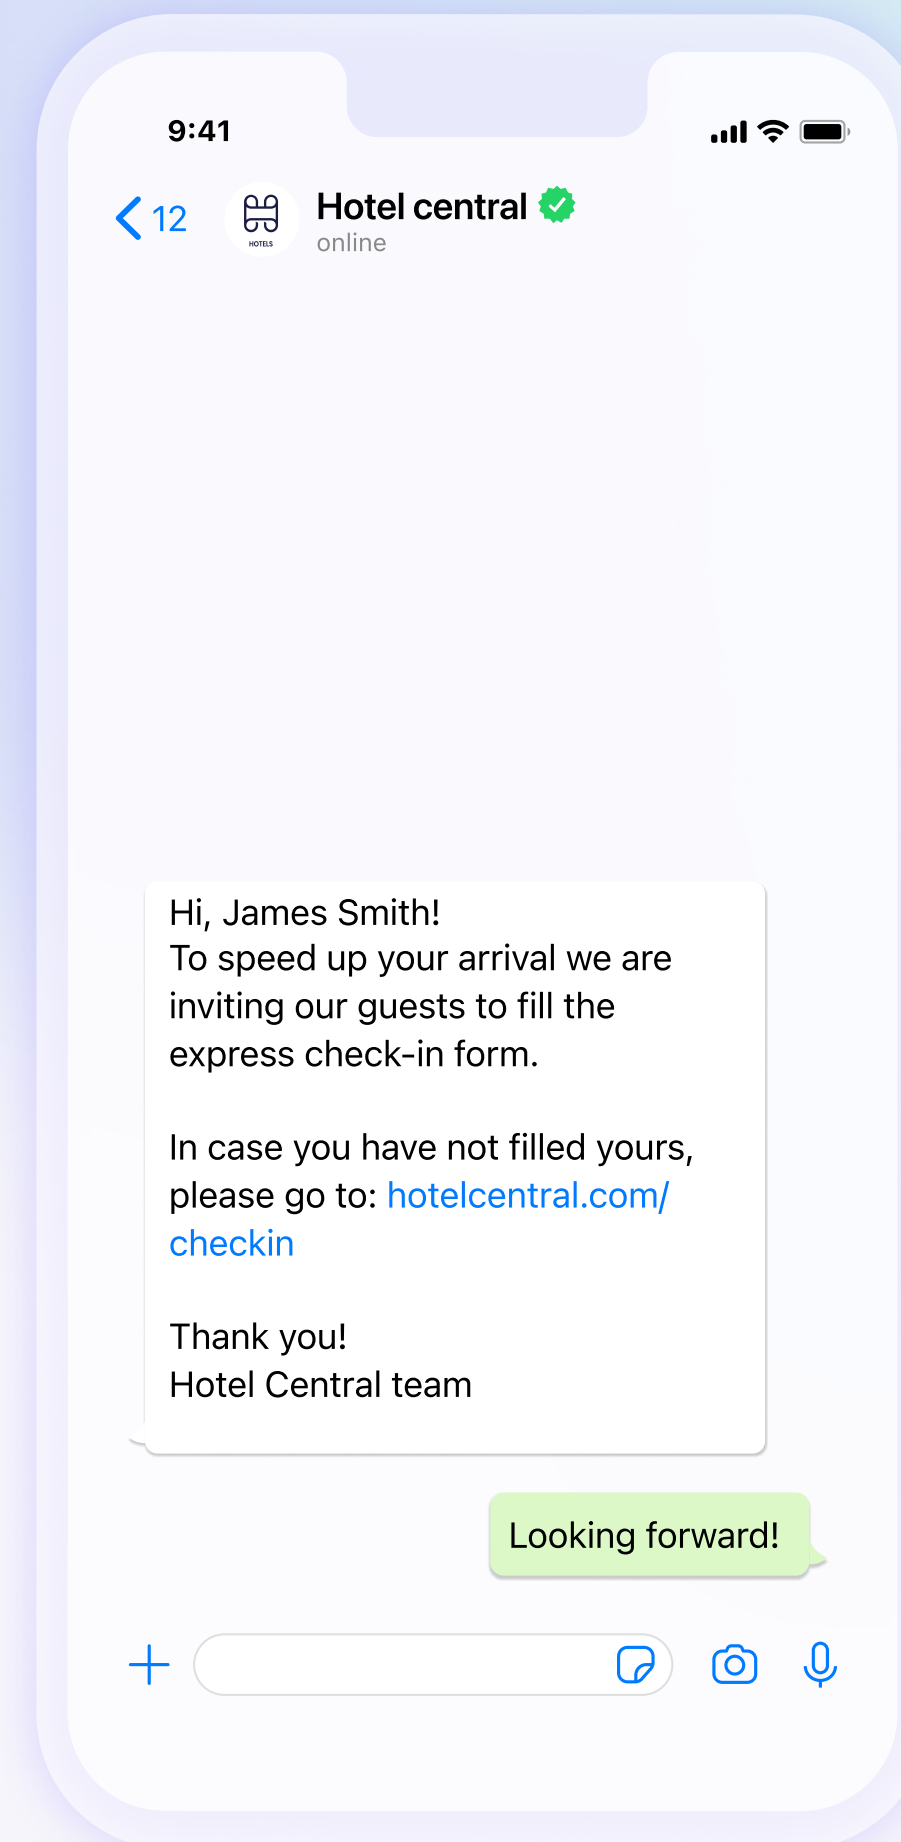 9:41
12
HOTELS
Hotel central
online
Hi, James Smith!
To speed up your arrival we are
inviting our guests to fill the
express check-in form.
In case you have not filled yours,
please go to: hotelcentral.com/
checkin
Thank you!
Hotel Central team
Looking forward!